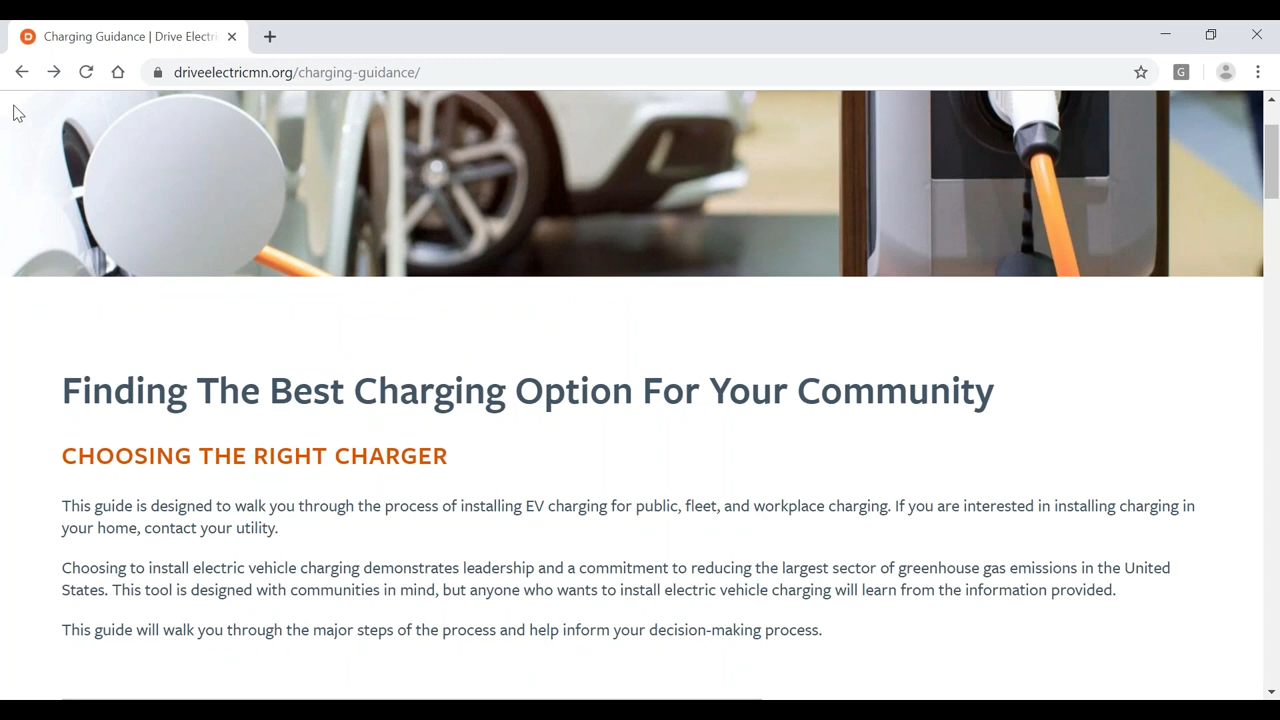 Charging Guidance | Drive Electri
driveelectricmn.org/charging-guidance/
G
Finding The Best Charging Option For Your Community
CHOOSING THE RIGHT CHARGER
This guide is designed to walk you through the process of installing EV charging for public, fleet, and workplace charging. If you are interested in installing charging in
your home, contact your utility.
Choosing to install electric vehicle charging demonstrates leadership and a commitment to reducing the largest sector of greenhouse gas emissions in the United
States. This tool is designed with communities in mind, but anyone who wants to install electric vehicle charging will learn from the information provided.
This guide will walk you through the major steps of the process and help inform your decision-making process.